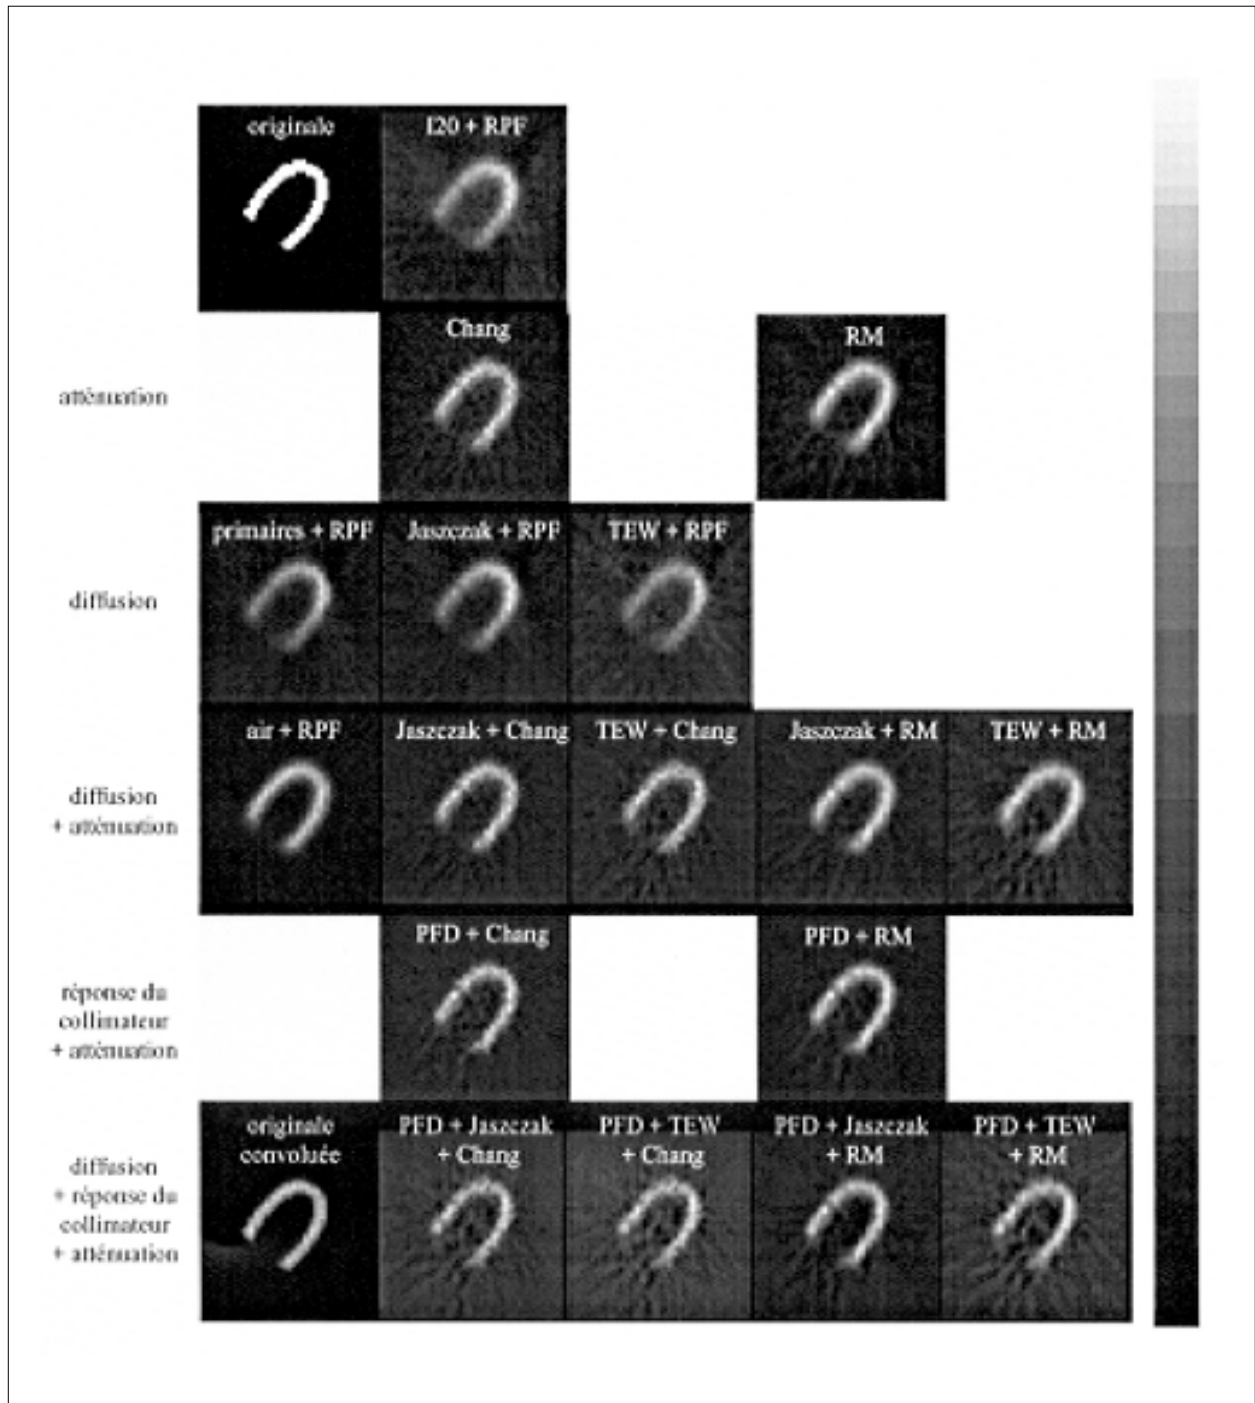 originale
I20 + RPF
atténuation
Chang
RM
diffusion
primaires + RPF
Jaszczak + RPF
TEW + RPF
diffusion
+ atténuation
air + RPF
Jaszczak + Chang
TEW + Chang
Jaszczak + RM
TEW + RM
réponse du
collimateur
+ atténuation
PFD + Chang
PFD + RM
diffusion
+ réponse du
collimateur
+ atténuation
originale
convoluée
PFD + Jaszczak
+ Chang
PFD + TEW
+ Chang
PFD + Jaszczak
+ RM
PFD + TEW
+ RM